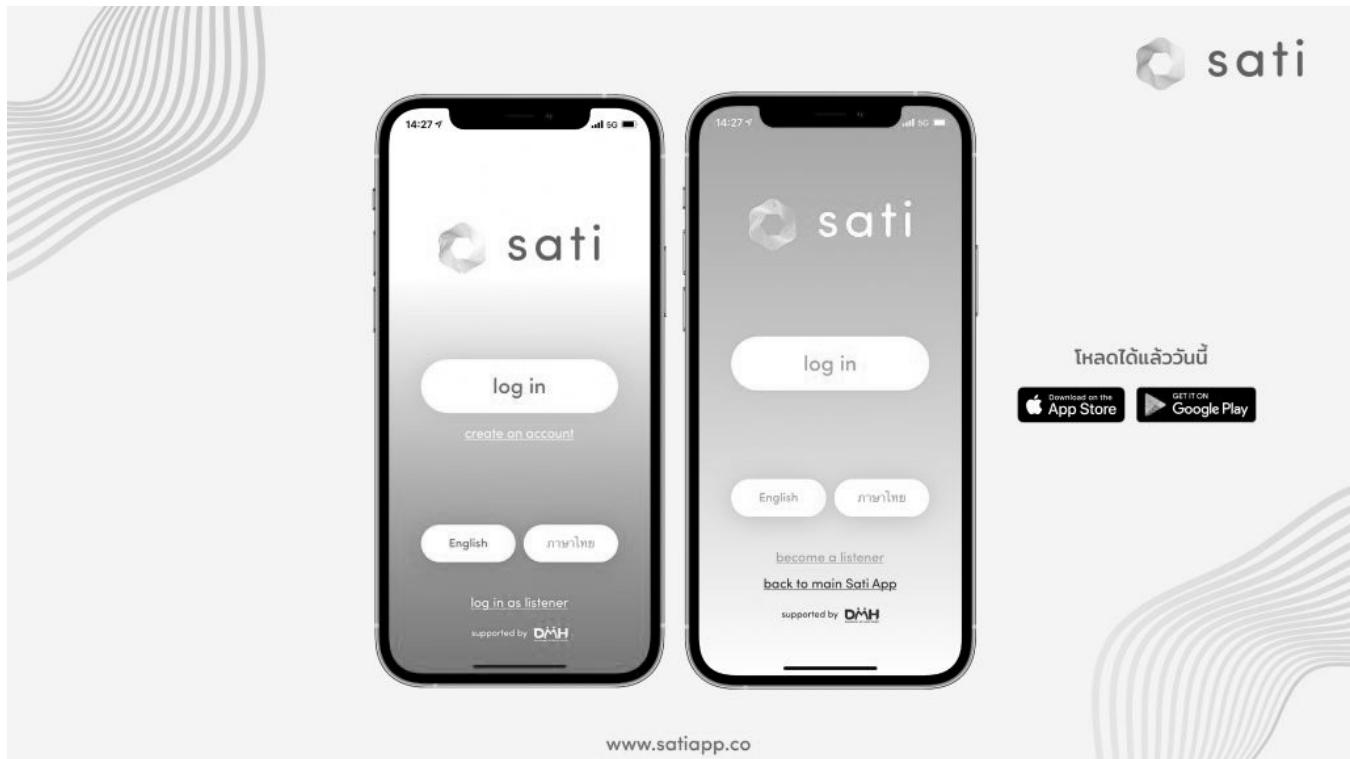 sati
14:27
5G
sati
log in
create an account
English
ภาษาไทย
log in as listener
supported by DMH
14:27
5G
sati
log in
English
ภาษาไทย
become a listener
back to main Sati App
supported by DMH
โหลดได้แล้ววันนี้
Download on the
App Store
GET IT ON
Google Play
www.satiapp.co